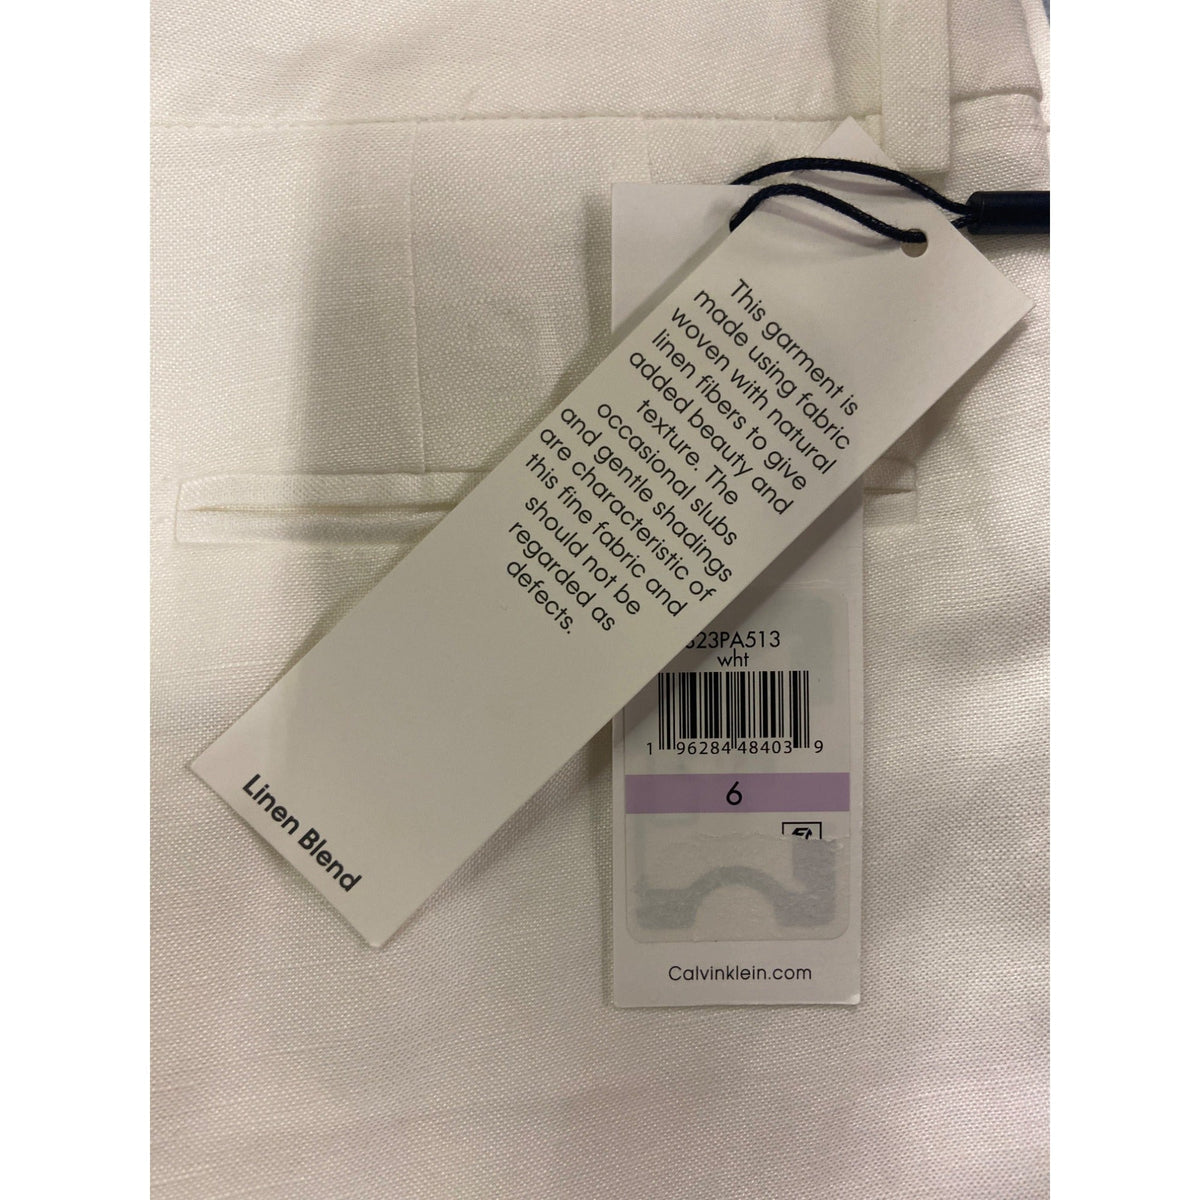 This garment is
made using fabric
woven with natural
linen fibers to give
added beauty and
texture. The
occasional slubs
and gentle shadings
are characteristic of
this fine fabric and
should not be
regarded as
defects.
Linen Blend
S23PA513
wht
1 96284 48403 9
6
Calvinklein.com